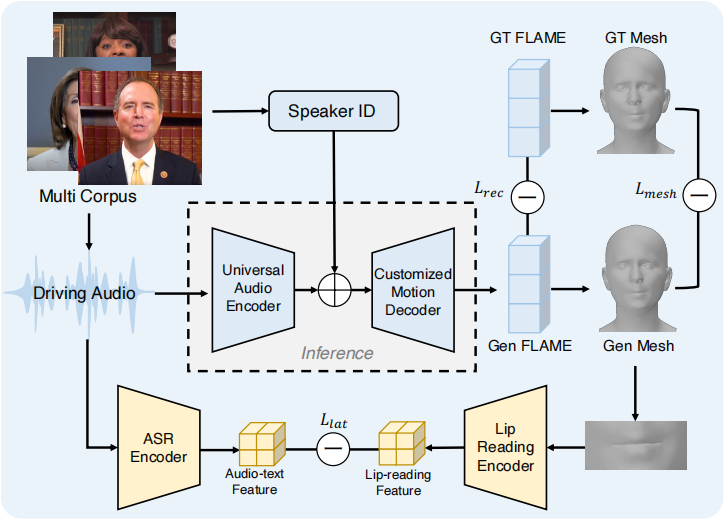 GT FLAME
GT Mesh
Speaker ID
Multi Corpus
L_rec
L_mesh
Driving Audio
Universal
Audio
Encoder
Customized
Motion
Decoder
Inference
Gen FLAME
Gen Mesh
ASR
Encoder
L_lat
Lip
Reading
Encoder
Audio-text
Feature
Lip-reading
Feature